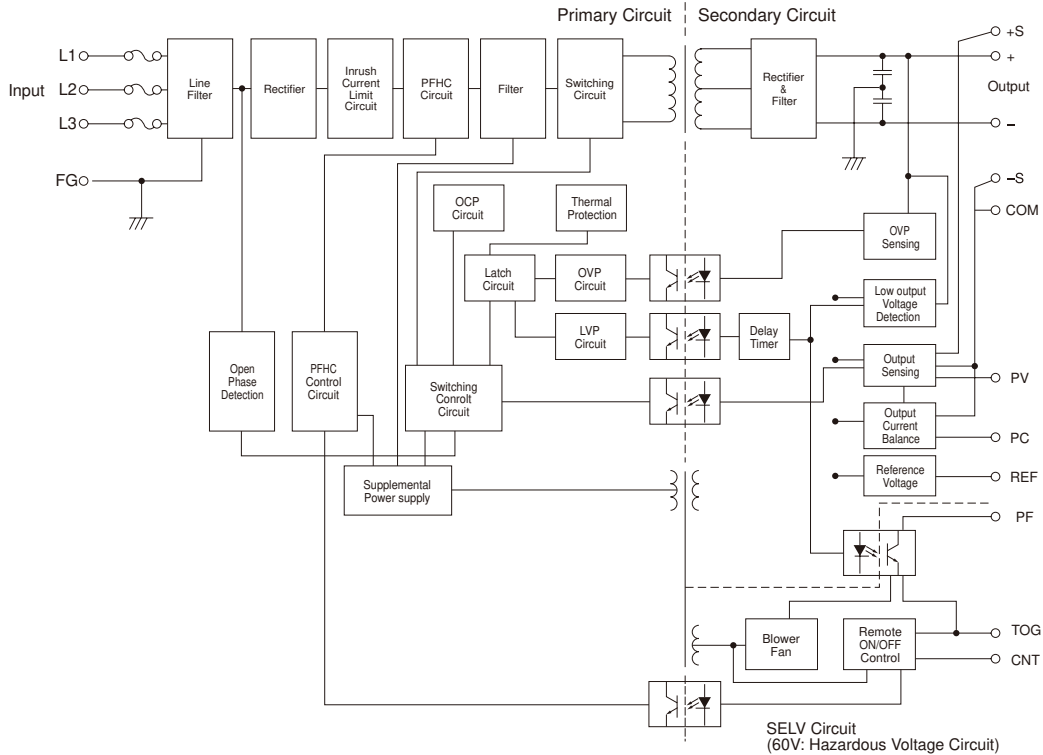 Primary Circuit
Secondary Circuit
+S
L1
L2
L3
Input
Line
Filter
Rectifier
Inrush
Current
Limit
Circuit
PFHC
Circuit
Filter
Switching
Circuit
Rectifier
&
Filter
+
Output
–
FG
–S
COM
OCP
Circuit
Thermal
Protection
OVP
Sensing
Latch
Circuit
OVP
Circuit
Low output
Voltage
Detection
LVP
Circuit
Delay
Timer
Open
Phase
Detection
PFHC
Control
Circuit
Switching
Conrolt
Circuit
Output
Sensing
PV
Output
Current
Balance
PC
Supplemental
Power supply
Reference
Voltage
REF
PF
Blower
Fan
Remote
ON/OFF
Control
TOG
CNT
SELV Circuit
(60V: Hazardous Voltage Circuit)